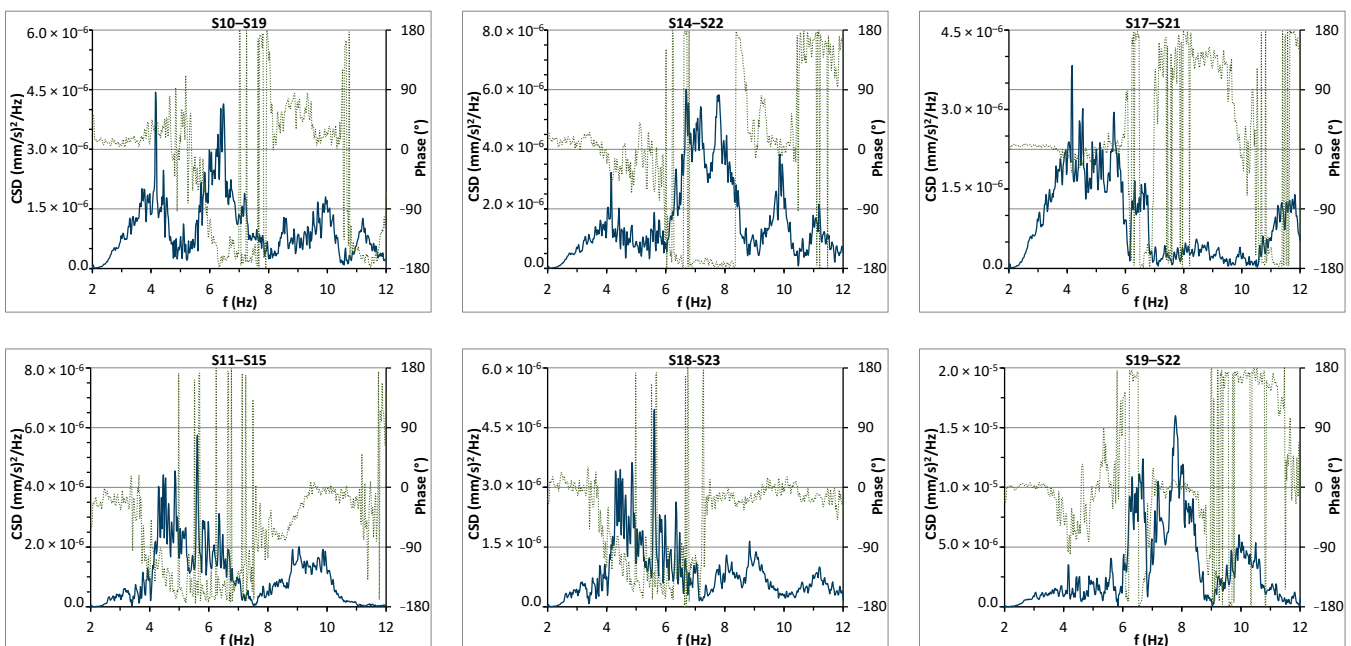 S10–S19
6.0 × 10⁻⁶ 180
4.5 × 10⁻⁶ 90
3.0 × 10⁻⁶ 0
1.5 × 10⁻⁶ −90
0.0 −180
CSD (mm/s)²/Hz)
Phase (°)
2 4 6 8 10 12
f (Hz)
S14–S22
8.0 × 10⁻⁶ 180
6.0 × 10⁻⁶ 90
4.0 × 10⁻⁶ 0
2.0 × 10⁻⁶ −90
0.0 −180
CSD (mm/s)²/Hz)
Phase (°)
2 4 6 8 10 12
f (Hz)
S17–S21
4.5 × 10⁻⁶ 180
90
3.0 × 10⁻⁶
0
1.5 × 10⁻⁶
−90
0.0 −180
CSD (mm/s)²/Hz)
Phase (°)
2 4 6 8 10 12
f (Hz)
S11–S15
8.0 × 10⁻⁶ 180
6.0 × 10⁻⁶ 90
4.0 × 10⁻⁶ 0
2.0 × 10⁻⁶ −90
0.0 −180
CSD (mm/s)²/Hz)
Phase (°)
2 4 6 8 10 12
f (Hz)
S18-S23
6.0 × 10⁻⁶ 180
4.5 × 10⁻⁶ 90
3.0 × 10⁻⁶ 0
1.5 × 10⁻⁶ −90
0.0 −180
CSD (mm/s)²/Hz)
Phase (°)
2 4 6 8 10 12
f (Hz)
S19–S22
2.0 × 10⁻⁵ 180
1.5 × 10⁻⁵ 90
1.0 × 10⁻⁵ 0
5 × 10⁻⁶ −90
0.0 −180
CSD (mm/s)²/Hz)
Phase (°)
2 4 6 8 10 12
f (Hz)